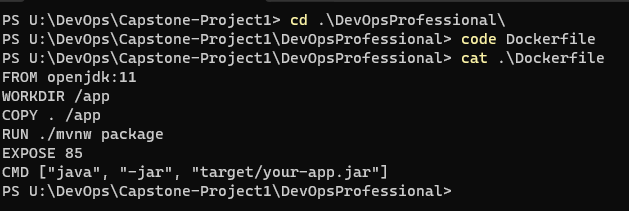 PS U:\DevOps\Capstone-Project1> cd .\DevOpsProfessional\
PS U:\DevOps\Capstone-Project1\DevOpsProfessional> code Dockerfile
PS U:\DevOps\Capstone-Project1\DevOpsProfessional> cat .\Dockerfile
FROM openjdk:11
WORKDIR /app
COPY . /app
RUN ./mvnw package
EXPOSE 85
CMD ["java", "-jar", "target/your-app.jar"]
PS U:\DevOps\Capstone-Project1\DevOpsProfessional>